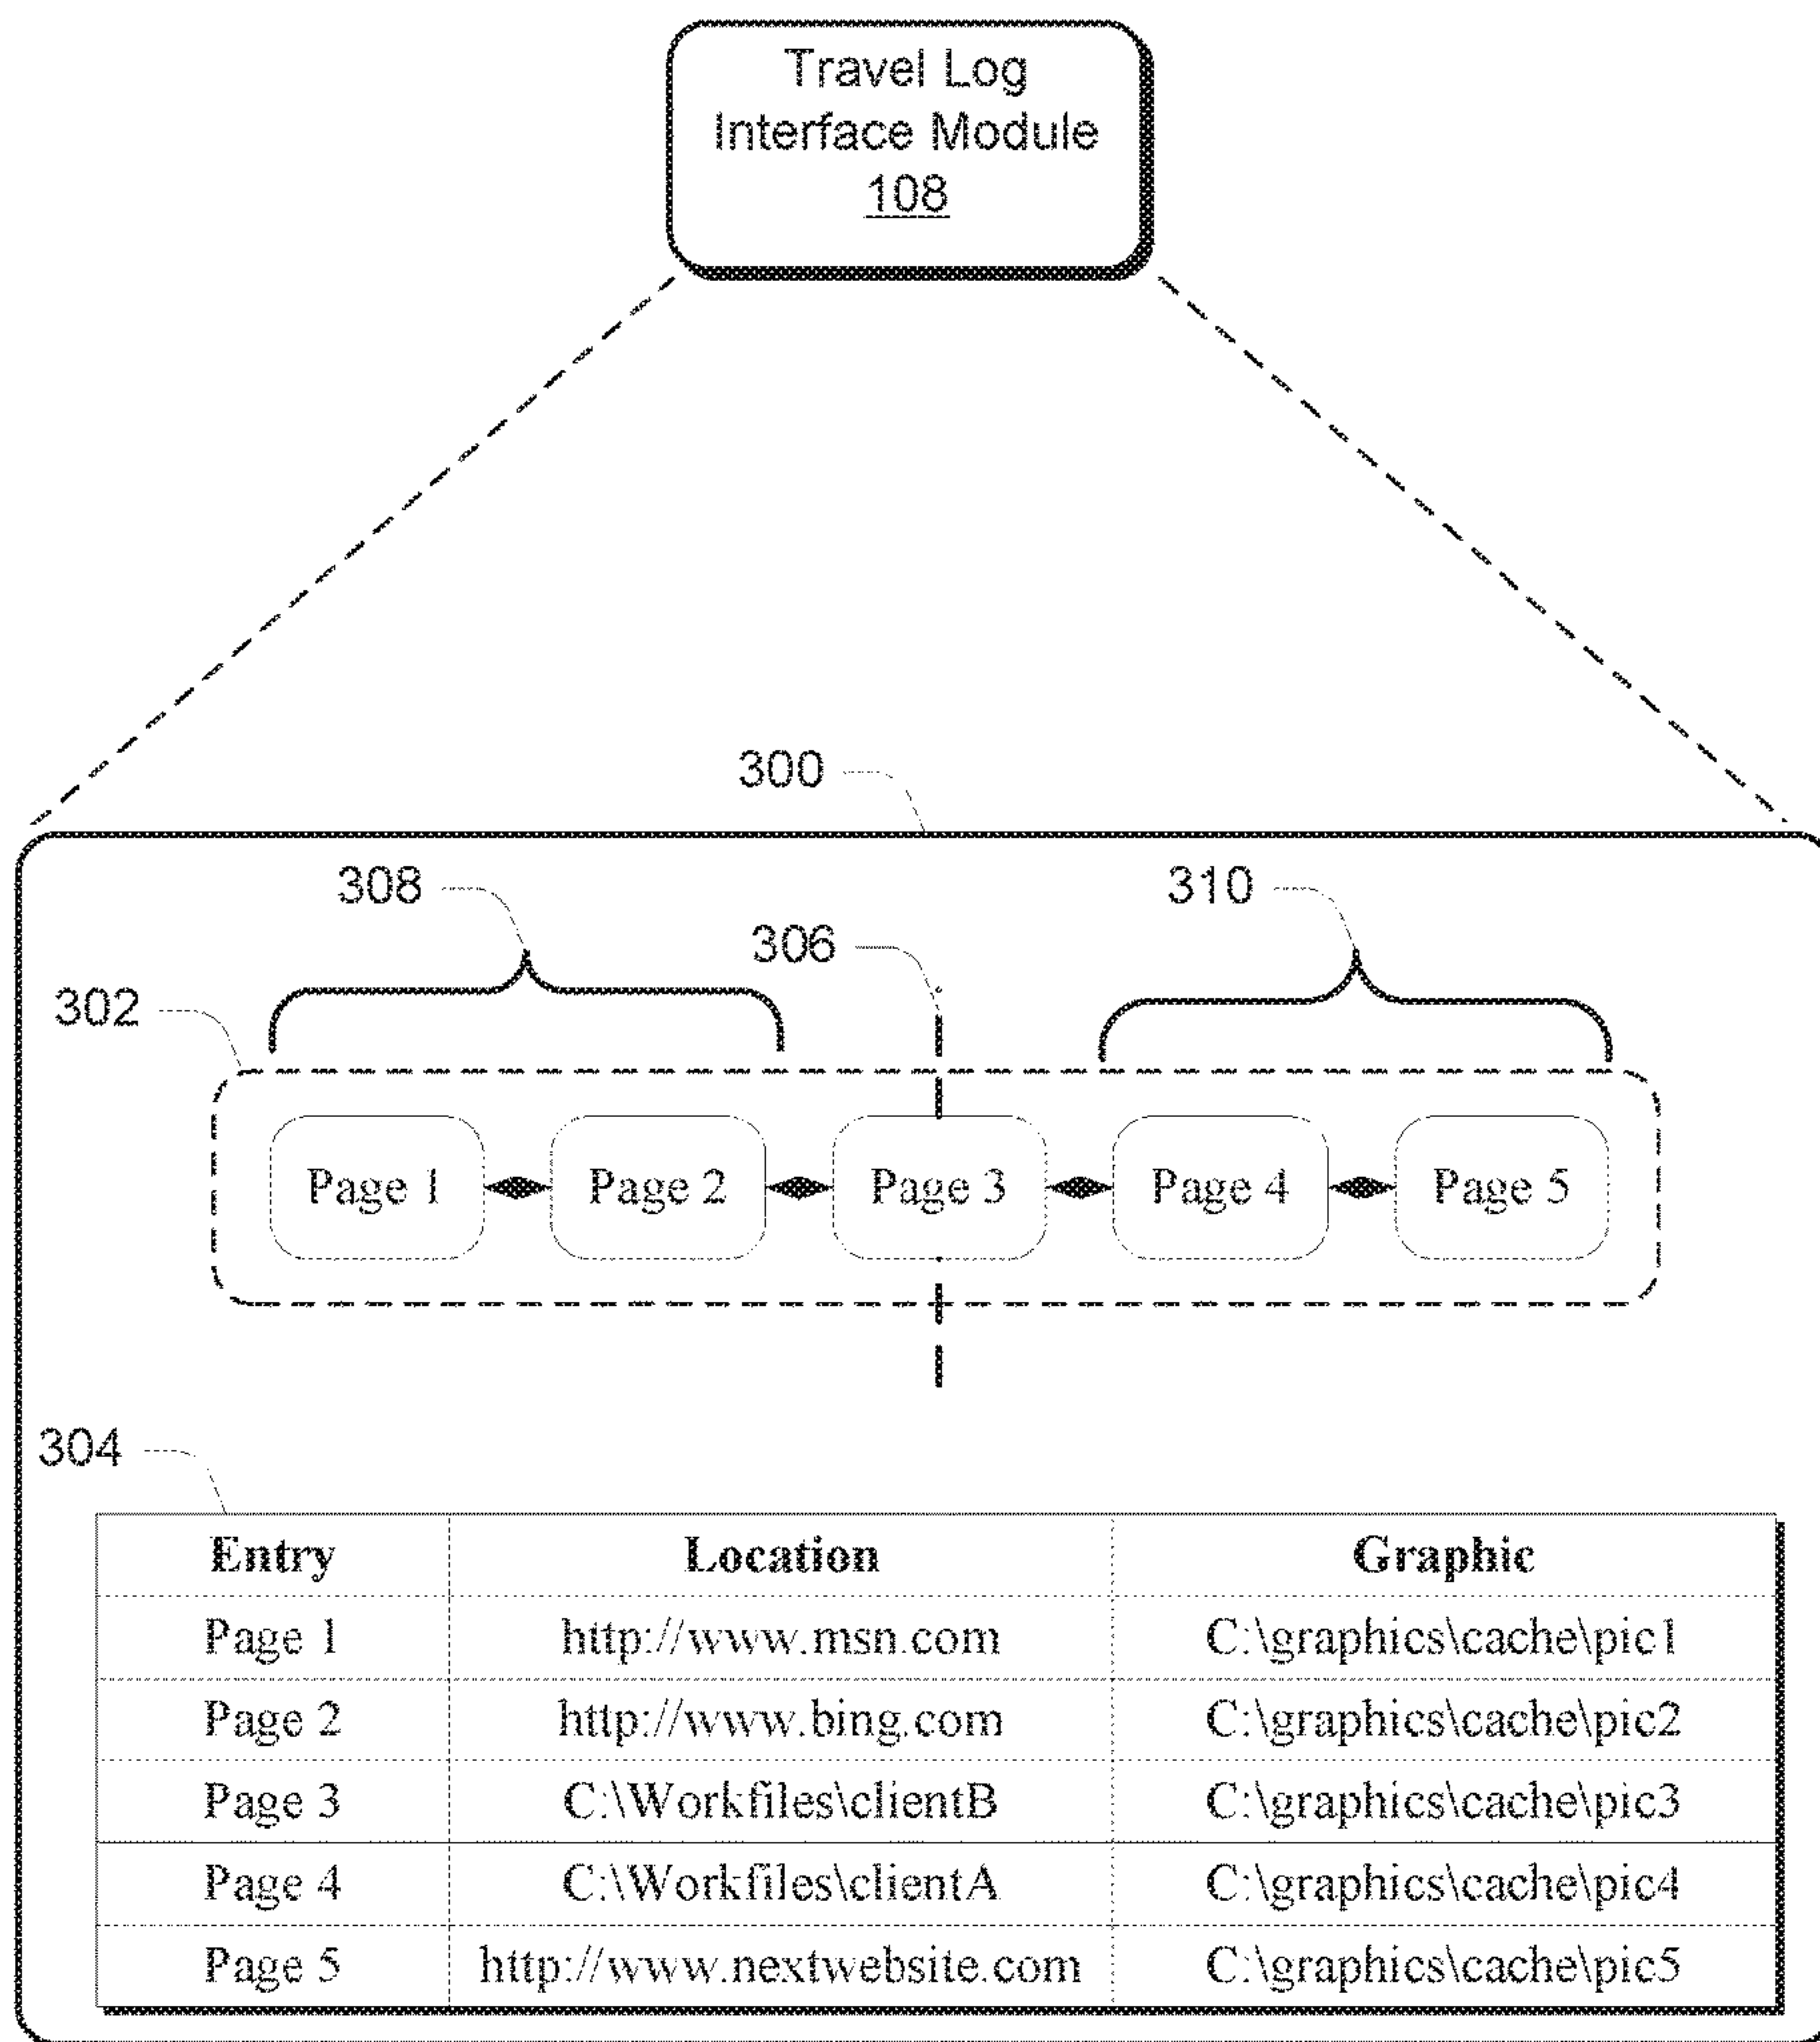 Travel Log
Interface Module
108
300
308
310
306
302
Page 1 Page 2 Page 3 Page 4 Page 5
304
Entry Location Graphic
Page 1 http://www.msn.com C:\graphics\cache\pic1
Page 2 http://www.bing.com C:\graphics\cache\pic2
Page 3 C:\Workfiles\clientB C:\graphics\cache\pic3
Page 4 C:\Workfiles\clientA C:\graphics\cache\pic4
Page 5 http://www.nextwebsite.com C:\graphics\cache\pic5